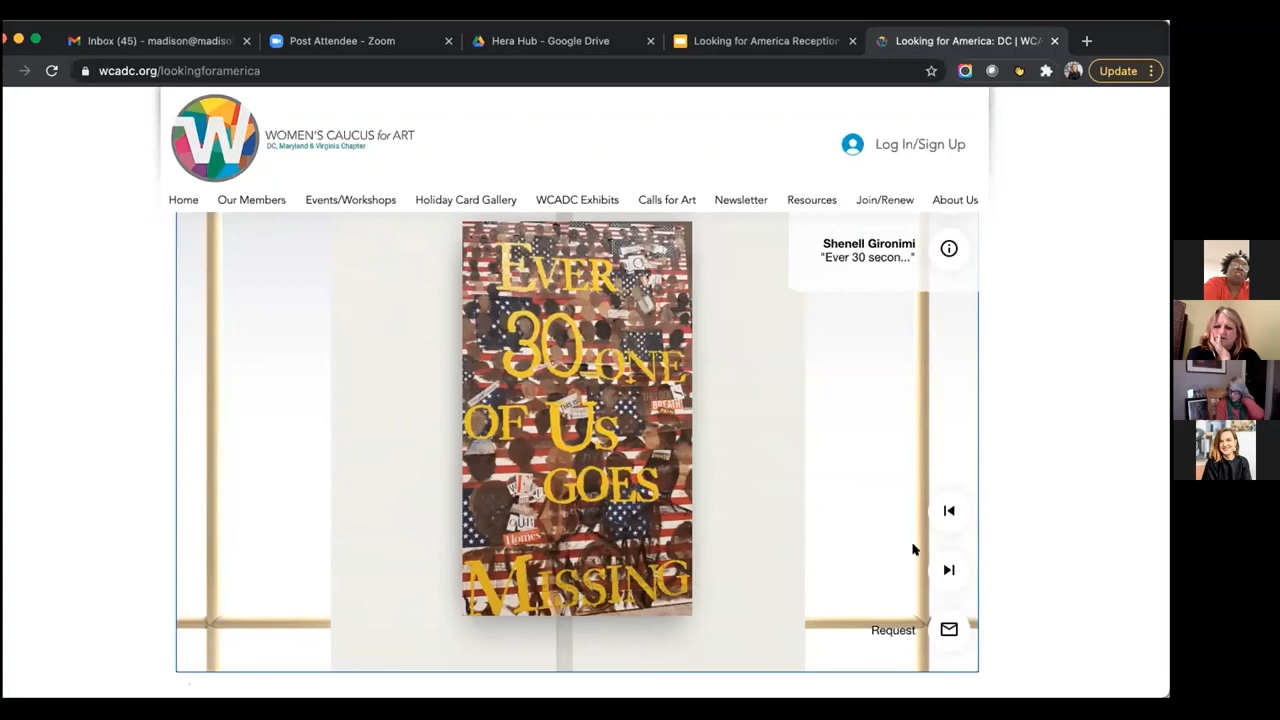 Inbox (45) - madison@madiso
Post Attendee - Zoom
Hera Hub - Google Drive
Looking for America Reception
Looking for America: DC | WCA
wcadc.org/lookingforamerica
Update
W
WOMEN'S CAUCUS for ART
DC, Maryland & Virginia Chapter
Log In/Sign Up
Home
Our Members
Events/Workshops
Holiday Card Gallery
WCADC Exhibits
Calls for Art
Newsletter
Resources
Join/Renew
About Us
Shenell Gironimi
"Ever 30 secon..."
EVER
30 ONE
BREATH
OF US
GOES
OUR
Homes
MISSING
Request